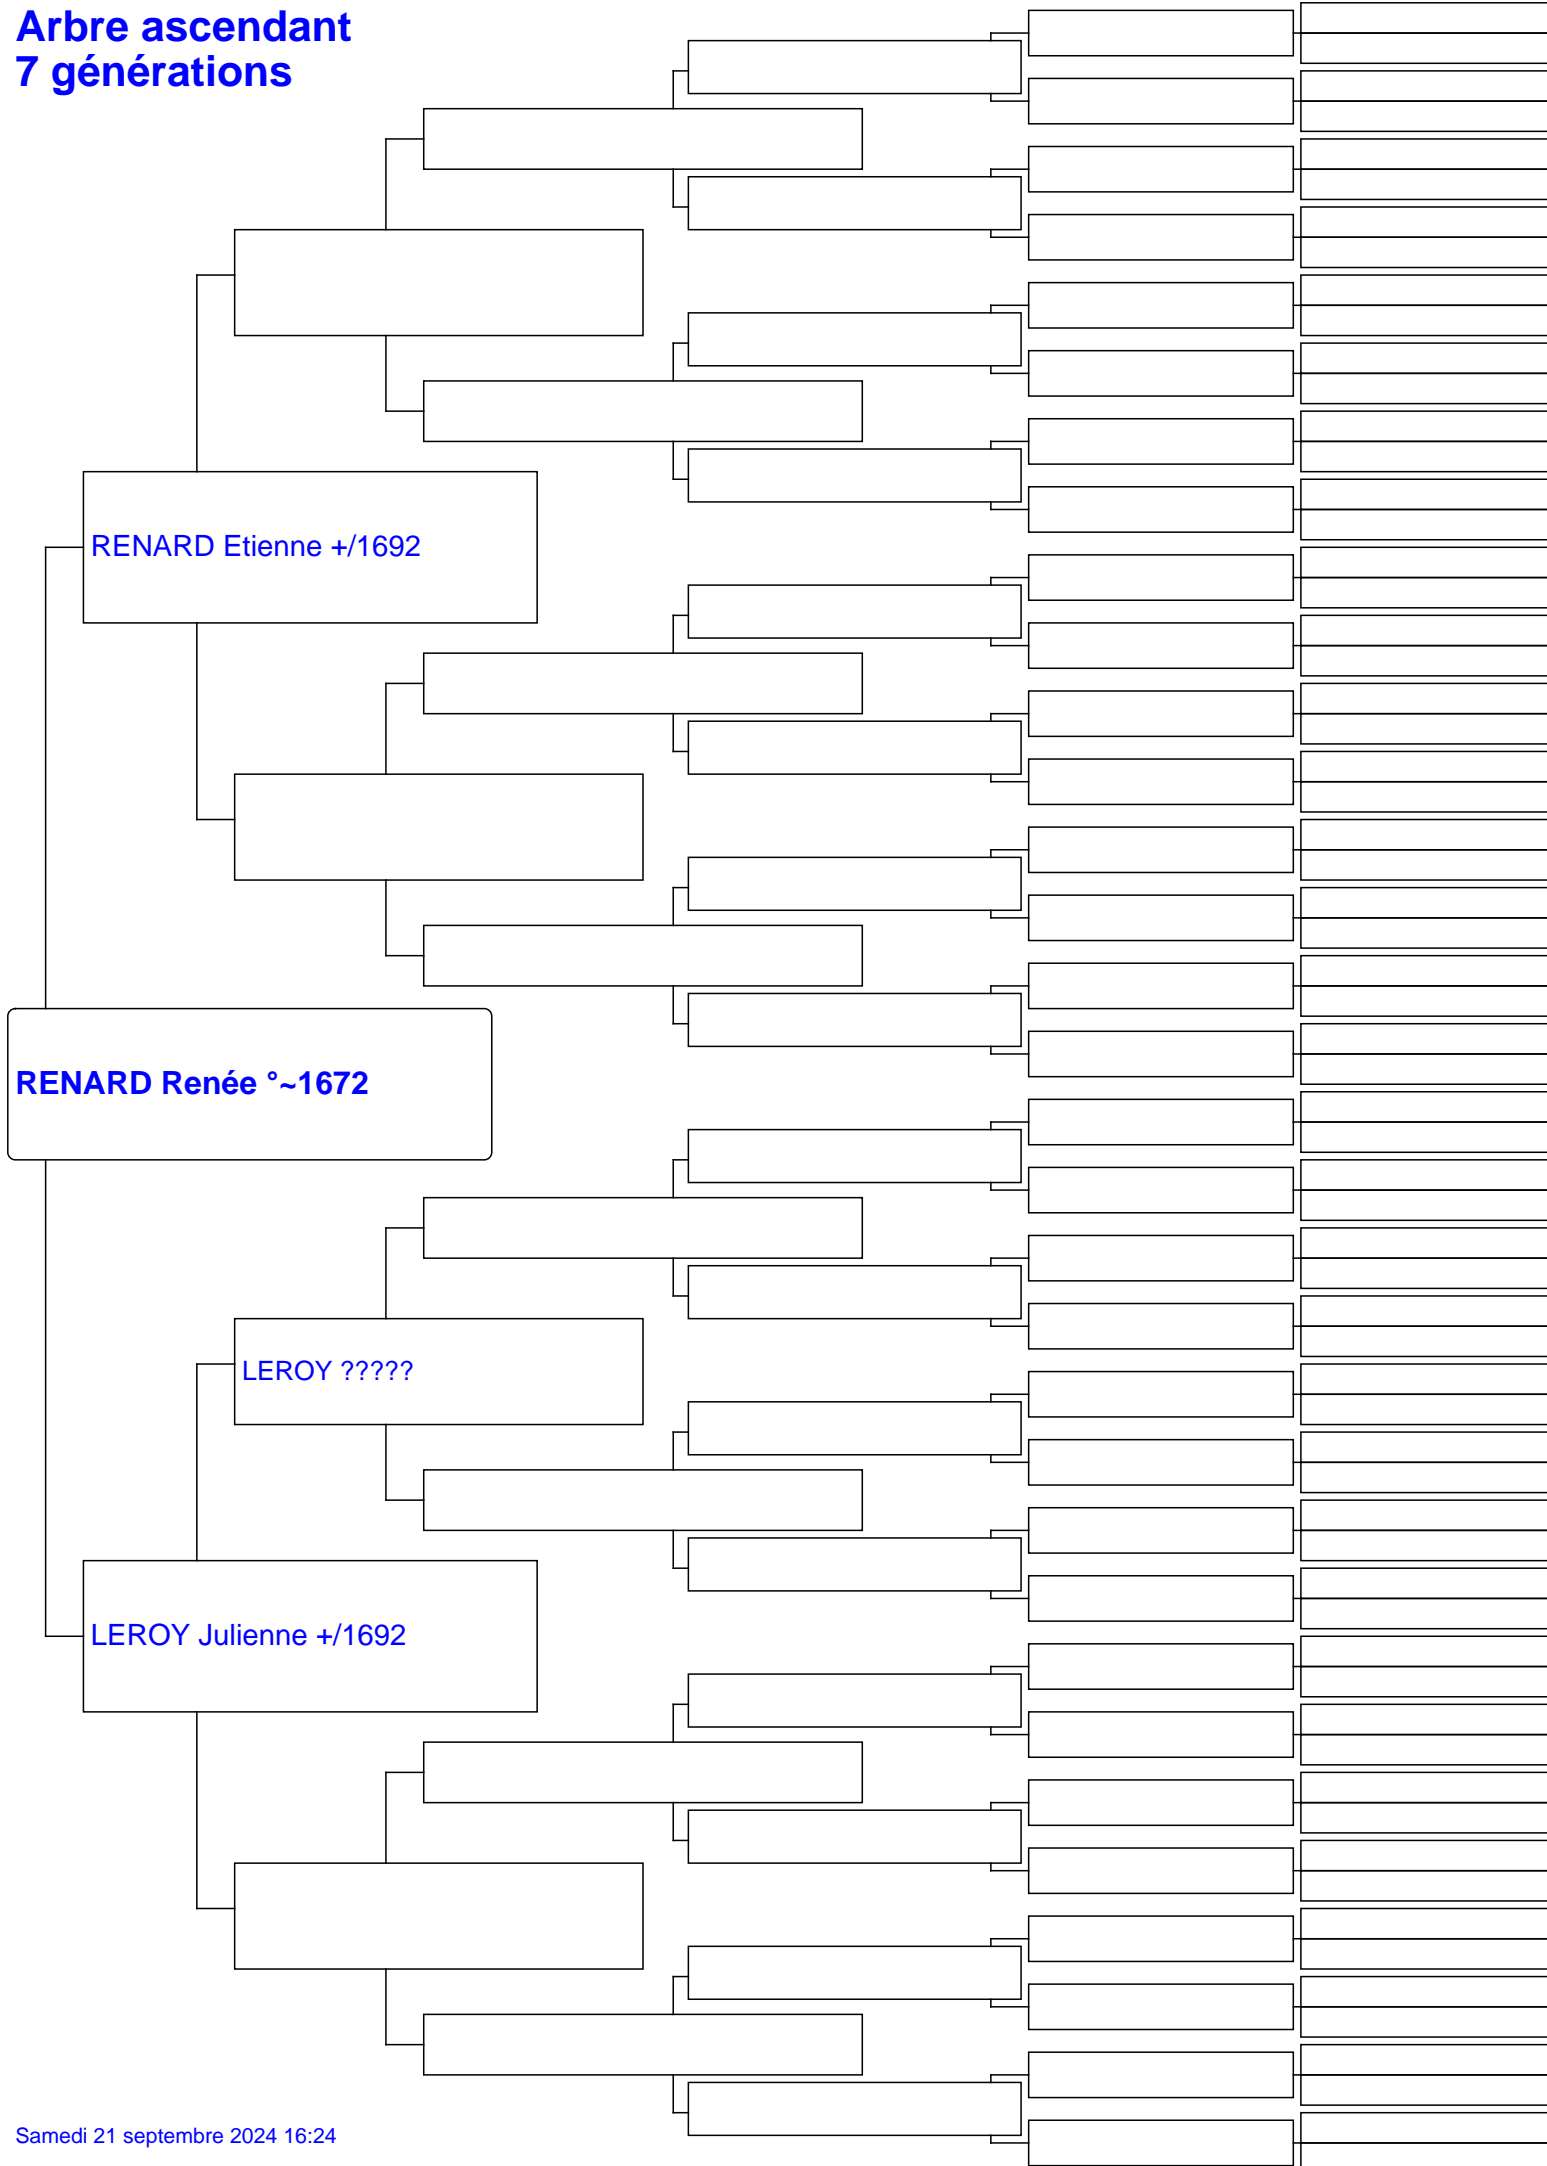 Arbre ascendant
7 générations
RENARD Etienne +/1692
RENARD Renée °~1672
LEROY ?????
LEROY Julienne +/1692
Samedi 21 septembre 2024 16:24